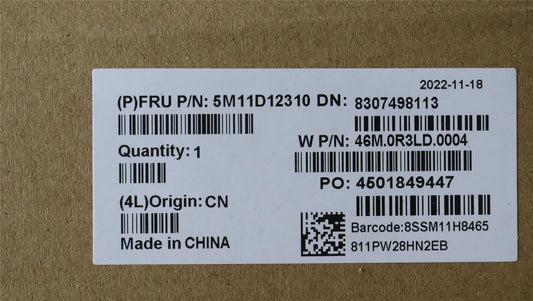 2022-11-18
(P)FRU P/N: 5M11D12310 DN: 8307498113
Quantity: 1
W P/N: 46M.0R3LD.0004
PO: 4501849447
(4L)Origin: CN
Made in CHINA
Barcode:8SSM11H8465
811PW28HN2EB